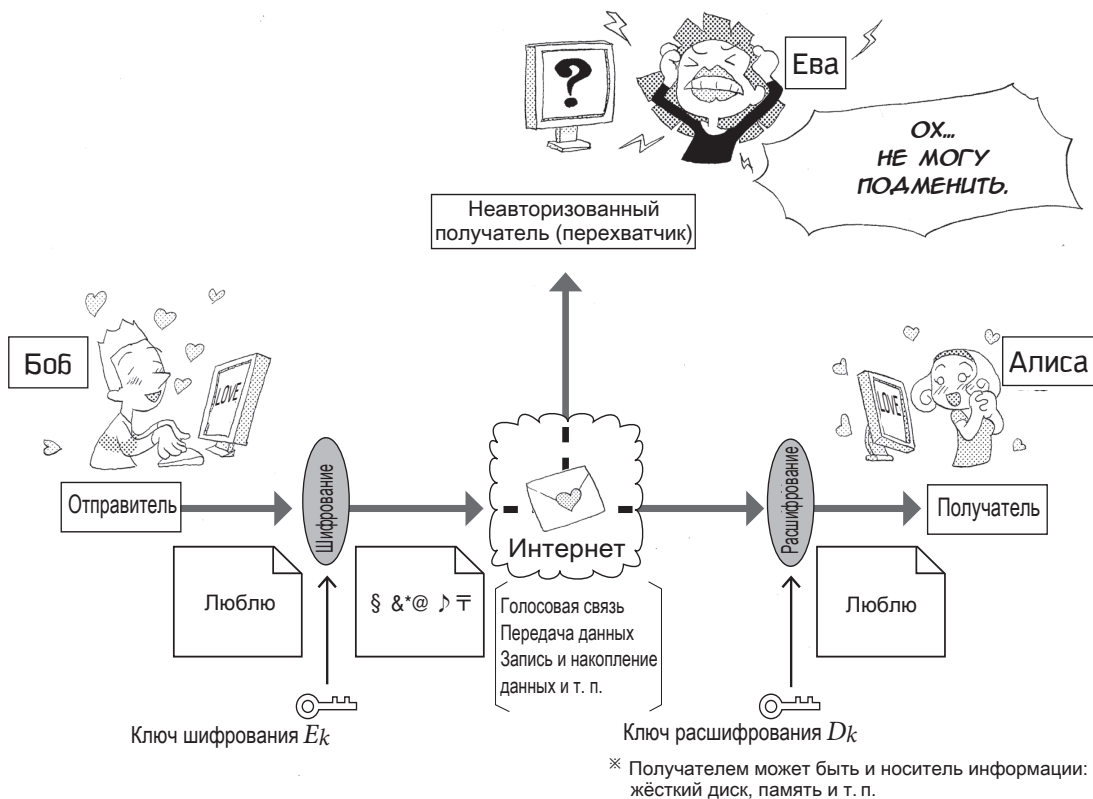 ?
Ева
ОХ...
НЕ МОГУ
ПОДМЕНИТЬ.
Неавторизованный
получатель (перехватчик)
Боб
LOVE
Алиса
LOVE
Отправитель
Шифрование
Интернет
Расшифрование
Получатель
Люблю
§ &*@ ♪ 〒
Голосовая связь
Передача данных
Запись и накопление
данных и т. п.
Люблю
Ключ шифрования Ek
Ключ расшифрования Dk
※ Получателем может быть и носитель информации:
жёсткий диск, память и т. п.